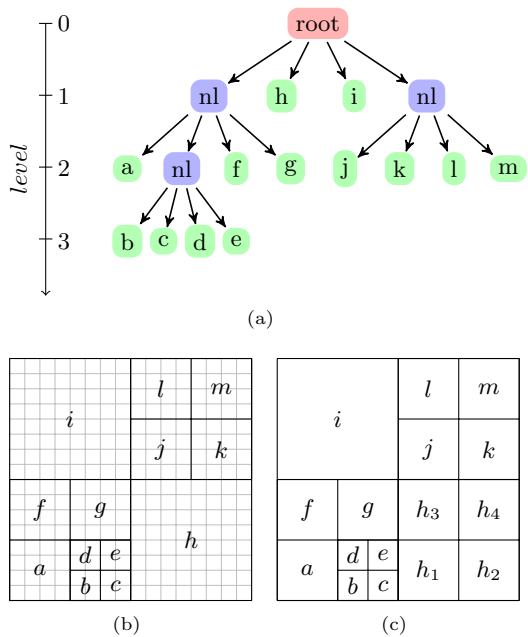 0 root
1 nl h i nl
level
2 a nl f g j k l m
3 b c d e
(a)
l m
i
j k
f g
h
d e
a
b c
(b)
l m
i
j k
f g h₃ h₄
d e
a h₁ h₂
b c
(c)